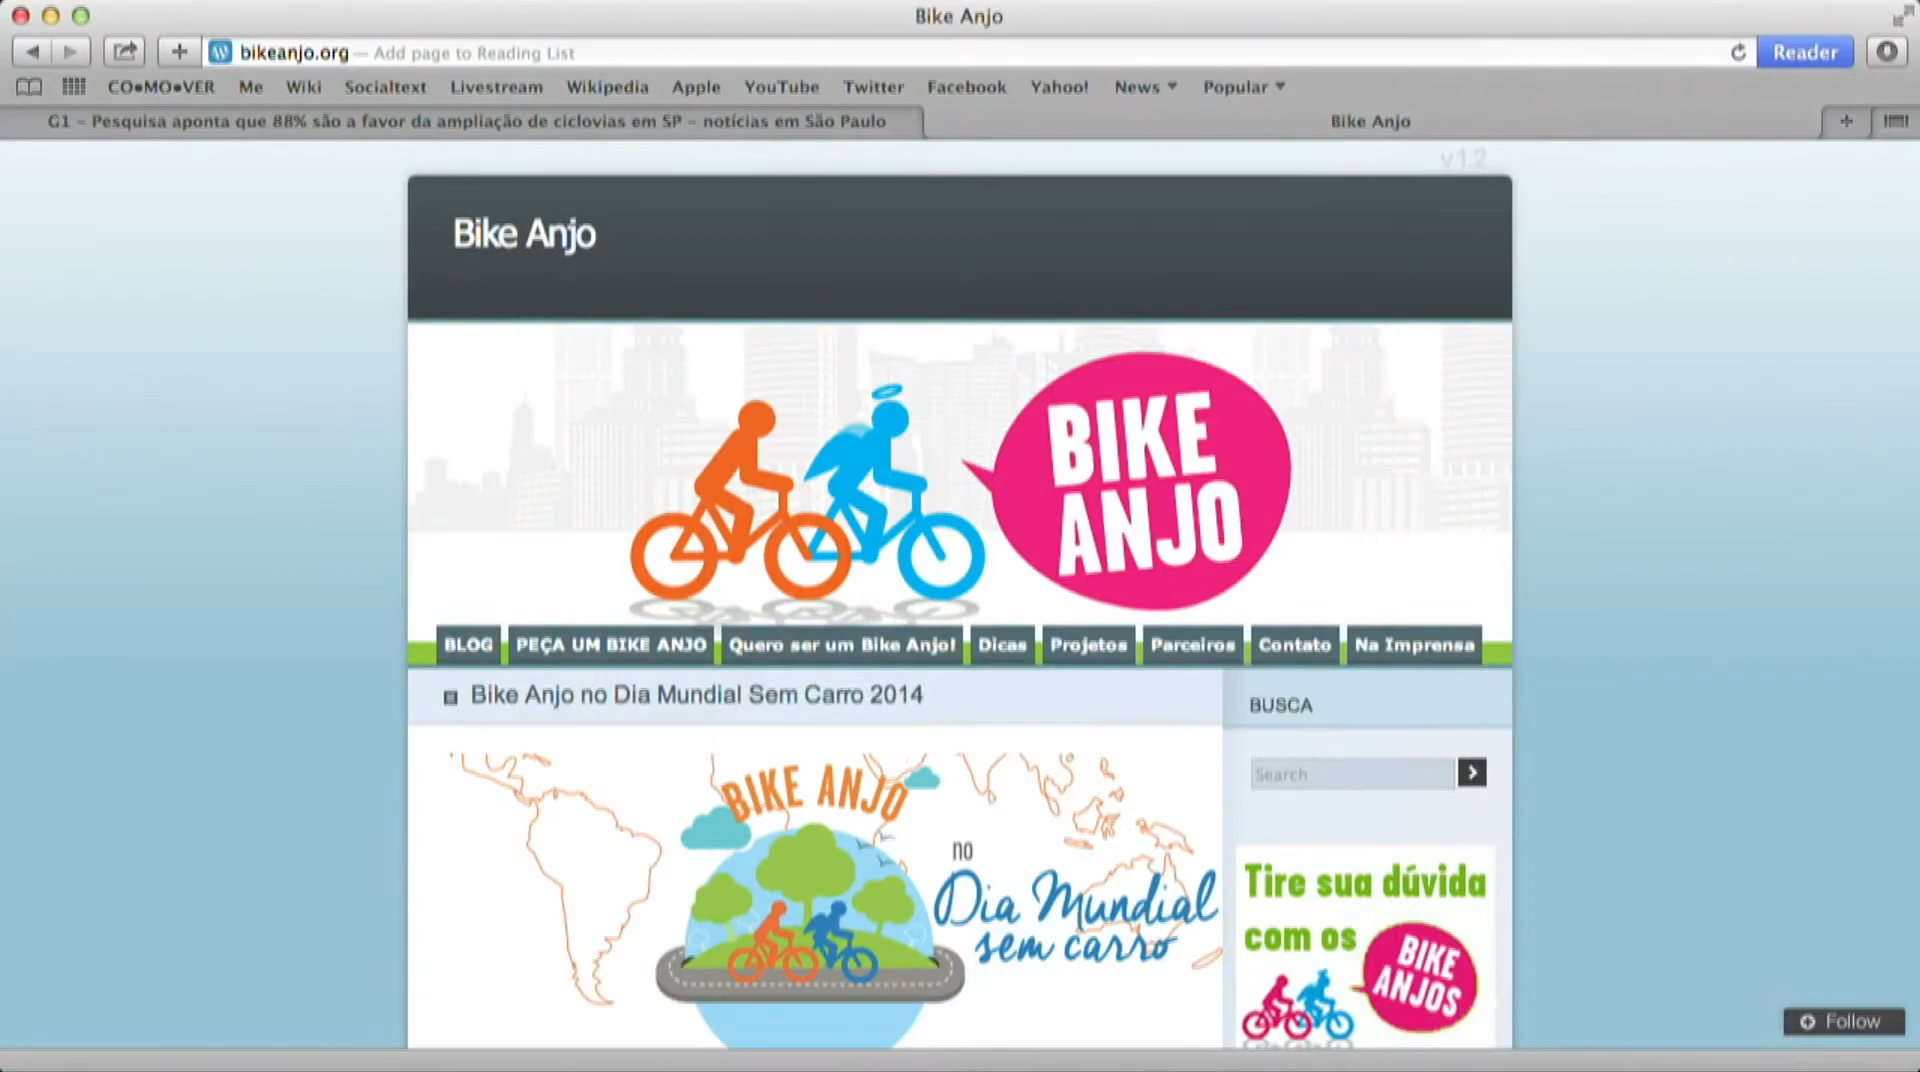 Bike Anjo
bikeanjo.org — Add page to Reading List
Reader
CO●MO●VER Me Wiki Socialtext Livestream Wikipedia Apple YouTube Twitter Facebook Yahoo! News Popular
G1 – Pesquisa aponta que 88% são a favor da ampliação de ciclovias em SP – notícias em São Paulo
Bike Anjo
v1.2
Bike Anjo
BIKE
ANJO
BLOG PEÇA UM BIKE ANJO Quero ser um Bike Anjo! Dicas Projetos Parceiros Contato Na Imprensa
Bike Anjo no Dia Mundial Sem Carro 2014
BIKE ANJO
no
Dia Mundial
sem carro
BUSCA
Search
Tire sua dúvida
com os
BIKE
ANJOS
Follow